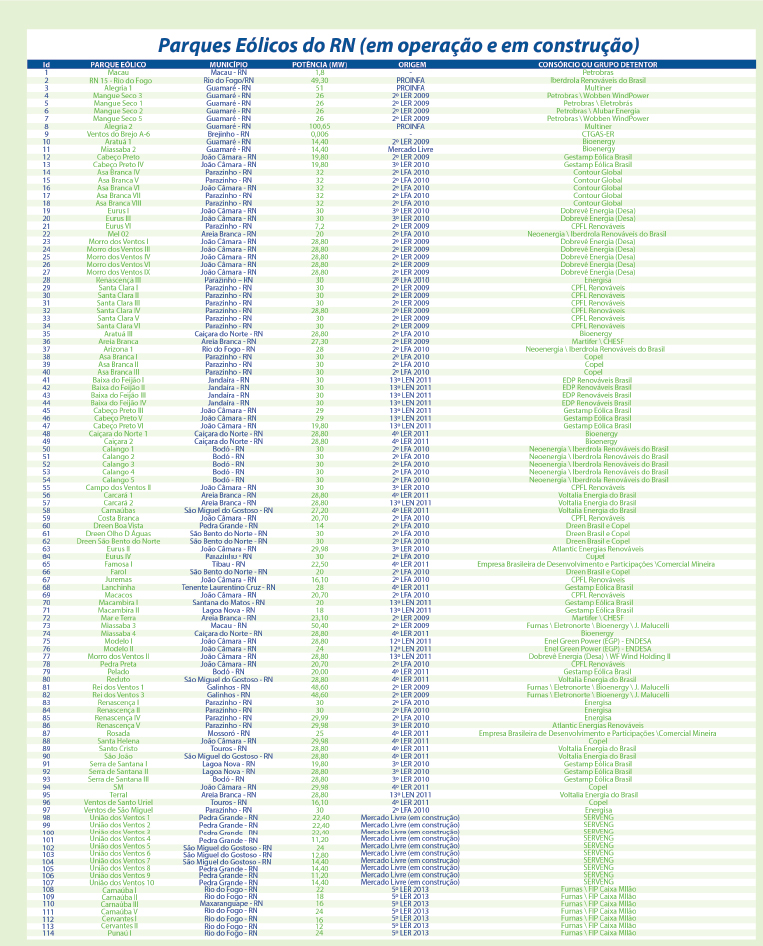 Parques Eólicos do RN (em operação e em construção)
Id PARQUE EÓLICO MUNICÍPIO POTÊNCIA (MW) ORIGEM CONSÓRCIO OU GRUPO DETENTOR
1 Macau Macau - RN 1,8 - Petrobras
2 RN 15 - Rio do Fogo Rio do Fogo/RN 49,30 PROINFA Iberdrola Renováveis do Brasil
3 Alegria 1 Guamaré - RN 51 PROINFA Multiner
4 Mangue Seco 3 Guamaré - RN 26 2º LER 2009 Petrobras \ Wobben WindPower
5 Mangue Seco 1 Guamaré - RN 26 2º LER 2009 Petrobras \ Eletrobrás
6 Mangue Seco 2 Guamaré - RN 26 2º LER 2009 Petrobras \ Alubar Energia
7 Mangue Seco 5 Guamaré - RN 26 2º LER 2009 Petrobras \ Wobben WindPower
8 Alegria 2 Guamaré - RN 100,65 PROINFA Multiner
9 Ventos do Brejo A-6 Brejinho - RN 0,006 - CTGAS-ER
10 Aratuá 1 Guamaré - RN 14,40 2º LER 2009 Bioenergy
11 Miassaba 2 Guamaré - RN 14,40 Mercado Livre Bioenergy
12 Cabeço Preto João Câmara - RN 19,80 2º LER 2009 Gestamp Eólica Brasil
13 Cabeço Preto IV João Câmara - RN 19,80 3º LER 2010 Gestamp Eólica Brasil
14 Asa Branca IV Parazinho - RN 32 2º LFA 2010 Contour Global
15 Asa Branca V Parazinho - RN 32 2º LFA 2010 Contour Global
16 Asa Branca VI João Câmara - RN 32 2º LFA 2010 Contour Global
17 Asa Branca VII Parazinho - RN 32 2º LFA 2010 Contour Global
18 Asa Branca VIII Parazinho - RN 32 2º LFA 2010 Contour Global
19 Eurus I João Câmara - RN 30 3º LER 2010 Dobrevê Energia (Desa)
20 Eurus III João Câmara - RN 30 3º LER 2010 Dobrevê Energia (Desa)
21 Eurus VI Parazinho - RN 7,2 2º LER 2009 CPFL Renováveis
22 Mel 02 Areia Branca - RN 20 2º LFA 2010 Neoenergia \ Iberdrola Renováveis do Brasil
23 Morro dos Ventos I João Câmara - RN 28,80 2º LER 2009 Dobrevê Energia (Desa)
24 Morro dos Ventos III João Câmara - RN 28,80 2º LER 2009 Dobrevê Energia (Desa)
25 Morro dos Ventos IV João Câmara - RN 28,80 2º LER 2009 Dobrevê Energia (Desa)
26 Morro dos Ventos VI João Câmara - RN 28,80 2º LER 2009 Dobrevê Energia (Desa)
27 Morro dos Ventos IX João Câmara - RN 28,80 2º LER 2009 Dobrevê Energia (Desa)
28 Renascença III Parazinho – RN 30 2º LFA 2010 Energisa
29 Santa Clara I Parazinho - RN 30 2º LER 2009 CPFL Renováveis
30 Santa Clara II Parazinho - RN 30 2º LER 2009 CPFL Renováveis
31 Santa Clara III Parazinho - RN 30 2º LER 2009 CPFL Renováveis
32 Santa Clara IV Parazinho - RN 28,80 2º LER 2009 CPFL Renováveis
33 Santa Clara V Parazinho - RN 30 2º LER 2009 CPFL Renováveis
34 Santa Clara VI Parazinho - RN 30 2º LER 2009 CPFL Renováveis
35 Aratuá III Caiçara do Norte - RN 28,80 2º LFA 2010 Bioenergy
36 Areia Branca Areia Branca - RN 27,30 2º LER 2009 Martifer \ CHESF
37 Arizona 1 Rio do Fogo - RN 28 2º LFA 2010 Neoenergia \ Iberdrola Renováveis do Brasil
38 Asa Branca I Parazinho - RN 30 2º LFA 2010 Copel
39 Asa Branca II Parazinho - RN 30 2º LFA 2010 Copel
40 Asa Branca III Parazinho - RN 30 2º LFA 2010 Copel
41 Baixa do Feijão I Jandaíra - RN 30 13º LEN 2011 EDP Renováveis Brasil
42 Baixa do Feijão II Jandaíra - RN 30 13º LEN 2011 EDP Renováveis Brasil
43 Baixa do Feijão III Jandaíra - RN 30 13º LEN 2011 EDP Renováveis Brasil
44 Baixa do Feijão IV Jandaíra - RN 30 13º LEN 2011 EDP Renováveis Brasil
45 Cabeço Preto III João Câmara - RN 29 13º LEN 2011 Gestamp Eólica Brasil
46 Cabeço Preto V João Câmara - RN 29 13º LEN 2011 Gestamp Eólica Brasil
47 Cabeço Preto VI João Câmara - RN 19,80 13º LEN 2011 Gestamp Eólica Brasil
48 Caiçara do Norte 1 Caiçara do Norte - RN 28,80 4º LER 2011 Bioenergy
49 Caiçara 2 Caiçara do Norte - RN 28,80 4º LER 2011 Bioenergy
50 Calango 1 Bodó - RN 30 2º LFA 2010 Neoenergia \ Iberdrola Renováveis do Brasil
51 Calango 2 Bodó - RN 30 2º LFA 2010 Neoenergia \ Iberdrola Renováveis do Brasil
52 Calango 3 Bodó - RN 30 2º LFA 2010 Neoenergia \ Iberdrola Renováveis do Brasil
53 Calango 4 Bodó - RN 30 2º LFA 2010 Neoenergia \ Iberdrola Renováveis do Brasil
54 Calango 5 Bodó - RN 30 2º LFA 2010 Neoenergia \ Iberdrola Renováveis do Brasil
55 Campo dos Ventos II João Câmara - RN 30 3º LER 2010 CPFL Renováveis
56 Carcará 1 Areia Branca - RN 28,80 4º LER 2011 Voltalia Energia do Brasil
57 Carcará 2 Areia Branca - RN 28,80 13º LEN 2011 Voltalia Energia do Brasil
58 Carnaúbas São Miguel do Gostoso - RN 27,20 4º LER 2011 Voltalia Energia do Brasil
59 Costa Branca João Câmara - RN 20,70 2º LFA 2010 CPFL Renováveis
60 Dreen Boa Vista Pedra Grande - RN 14 2º LFA 2010 Dreen Brasil e Copel
61 Dreen Olho D Águas São Bento do Norte - RN 30 2º LFA 2010 Dreen Brasil e Copel
62 Dreen São Bento do Norte São Bento do Norte - RN 30 2º LFA 2010 Dreen Brasil e Copel
63 Eurus II João Câmara - RN 29,98 3º LER 2010 Atlantic Energias Renováveis
64 Eurus IV Parazinho - RN 30 2º LFA 2010 Copel
65 Famosa I Tibau - RN 22,50 4º LER 2011 Empresa Brasileira de Desenvolvimento e Participações \Comercial Mineira
66 Farol São Bento do Norte - RN 20 2º LFA 2010 Dreen Brasil e Copel
67 Juremas João Câmara - RN 16,10 2º LFA 2010 CPFL Renováveis
68 Lanchinha Tenente Laurentino Cruz - RN 28 4º LER 2011 Gestamp Eólica Brasil
69 Macacos João Câmara - RN 20,70 2º LFA 2010 CPFL Renováveis
70 Macambira I Santana do Matos - RN 20 13º LEN 2011 Gestamp Eólica Brasil
71 Macambira II Lagoa Nova - RN 18 13º LEN 2011 Gestamp Eólica Brasil
72 Mar e Terra Areia Branca - RN 23,10 2º LER 2009 Martifer \ CHESF
73 Miassaba 3 Macau - RN 50,40 2º LER 2009 Furnas \ Eletronorte \ Bioenergy \ J. Malucelli
74 Miassaba 4 Caiçara do Norte - RN 28,80 4º LER 2011 Bioenergy
75 Modelo I João Câmara - RN 28,80 12º LEN 2011 Enel Green Power (EGP) - ENDESA
76 Modelo II João Câmara - RN 24 12º LEN 2011 Enel Green Power (EGP) - ENDESA
77 Morro dos Ventos II João Câmara - RN 28,80 13º LEN 2011 Dobrevê Energia (Desa) \ WF Wind Holding II
78 Pedra Preta João Câmara - RN 20,70 2º LFA 2010 CPFL Renováveis
79 Pelado Bodó - RN 20,00 4º LER 2011 Gestamp Eólica Brasil
80 Reduto São Miguel do Gostoso - RN 28,80 4º LER 2011 Voltalia Energia do Brasil
81 Rei dos Ventos 1 Galinhos - RN 48,60 2º LER 2009 Furnas \ Eletronorte \ Bioenergy \ J. Malucelli
82 Rei dos Ventos 3 Galinhos - RN 48,60 2º LER 2009 Furnas \ Eletronorte \ Bioenergy \ J. Malucelli
83 Renascença I Parazinho - RN 30 2º LFA 2010 Energisa
84 Renascença II Parazinho - RN 30 2º LFA 2010 Energisa
85 Renascença IV Parazinho - RN 29,99 2º LFA 2010 Energisa
86 Renascença V Parazinho - RN 29,98 3º LER 2010 Atlantic Energias Renováveis
87 Rosada Mossoró - RN 25 4º LER 2011 Empresa Brasileira de Desenvolvimento e Participações \Comercial Mineira
88 Santa Helena João Câmara - RN 29,98 4º LER 2011 Copel
89 Santo Cristo Touros - RN 28,80 4º LER 2011 Voltalia Energia do Brasil
90 São João São Miguel do Gostoso - RN 28,80 4º LER 2011 Voltalia Energia do Brasil
91 Serra de Santana I Lagoa Nova - RN 19,80 3º LER 2010 Gestamp Eólica Brasil
92 Serra de Santana II Lagoa Nova - RN 28,80 3º LER 2010 Gestamp Eólica Brasil
93 Serra de Santana III Bodó - RN 28,80 3º LER 2010 Gestamp Eólica Brasil
94 SM João Câmara - RN 29,98 4º LER 2011 Copel
95 Terral Areia Branca - RN 28,80 13º LEN 2011 Voltalia Energia do Brasil
96 Ventos de Santo Uriel Touros - RN 16,10 4º LER 2011 Copel
97 Ventos de São Miguel Parazinho - RN 30 2º LFA 2010 Energisa
98 União dos Ventos 1 Pedra Grande - RN 22,40 Mercado Livre (em construção) SERVENG
99 União dos Ventos 2 Pedra Grande - RN 22,40 Mercado Livre (em construção) SERVENG
100 União dos Ventos 3 Pedra Grande - RN 22,40 Mercado Livre (em construção) SERVENG
101 União dos Ventos 4 Pedra Grande - RN 11,20 Mercado Livre (em construção) SERVENG
102 União dos Ventos 5 São Miguel do Gostoso - RN 24 Mercado Livre (em construção) SERVENG
103 União dos Ventos 6 São Miguel do Gostoso - RN 12,80 Mercado Livre (em construção) SERVENG
104 União dos Ventos 7 São Miguel do Gostoso - RN 14,40 Mercado Livre (em construção) SERVENG
105 União dos Ventos 8 Pedra Grande - RN 14,40 Mercado Livre (em construção) SERVENG
106 União dos Ventos 9 Pedra Grande - RN 11,20 Mercado Livre (em construção) SERVENG
107 União dos Ventos 10 Pedra Grande - RN 14,40 Mercado Livre (em construção) SERVENG
108 Carnaúba I Rio do Fogo - RN 22 5º LER 2013 Furnas \ FIP Caixa MIlão
109 Carnaúba II Rio do Fogo - RN 18 5º LER 2013 Furnas \ FIP Caixa MIlão
110 Carnaúba III Maxaranguape - RN 16 5º LER 2013 Furnas \ FIP Caixa MIlão
111 Carnaúba V Rio do Fogo - RN 24 5º LER 2013 Furnas \ FIP Caixa MIlão
112 Cervantes I Rio do Fogo - RN 16 5º LER 2013 Furnas \ FIP Caixa MIlão
113 Cervantes II Rio do Fogo - RN 12 5º LER 2013 Furnas \ FIP Caixa MIlão
114 Punaú I Rio do Fogo - RN 24 5º LER 2013 Furnas \ FIP Caixa MIlão